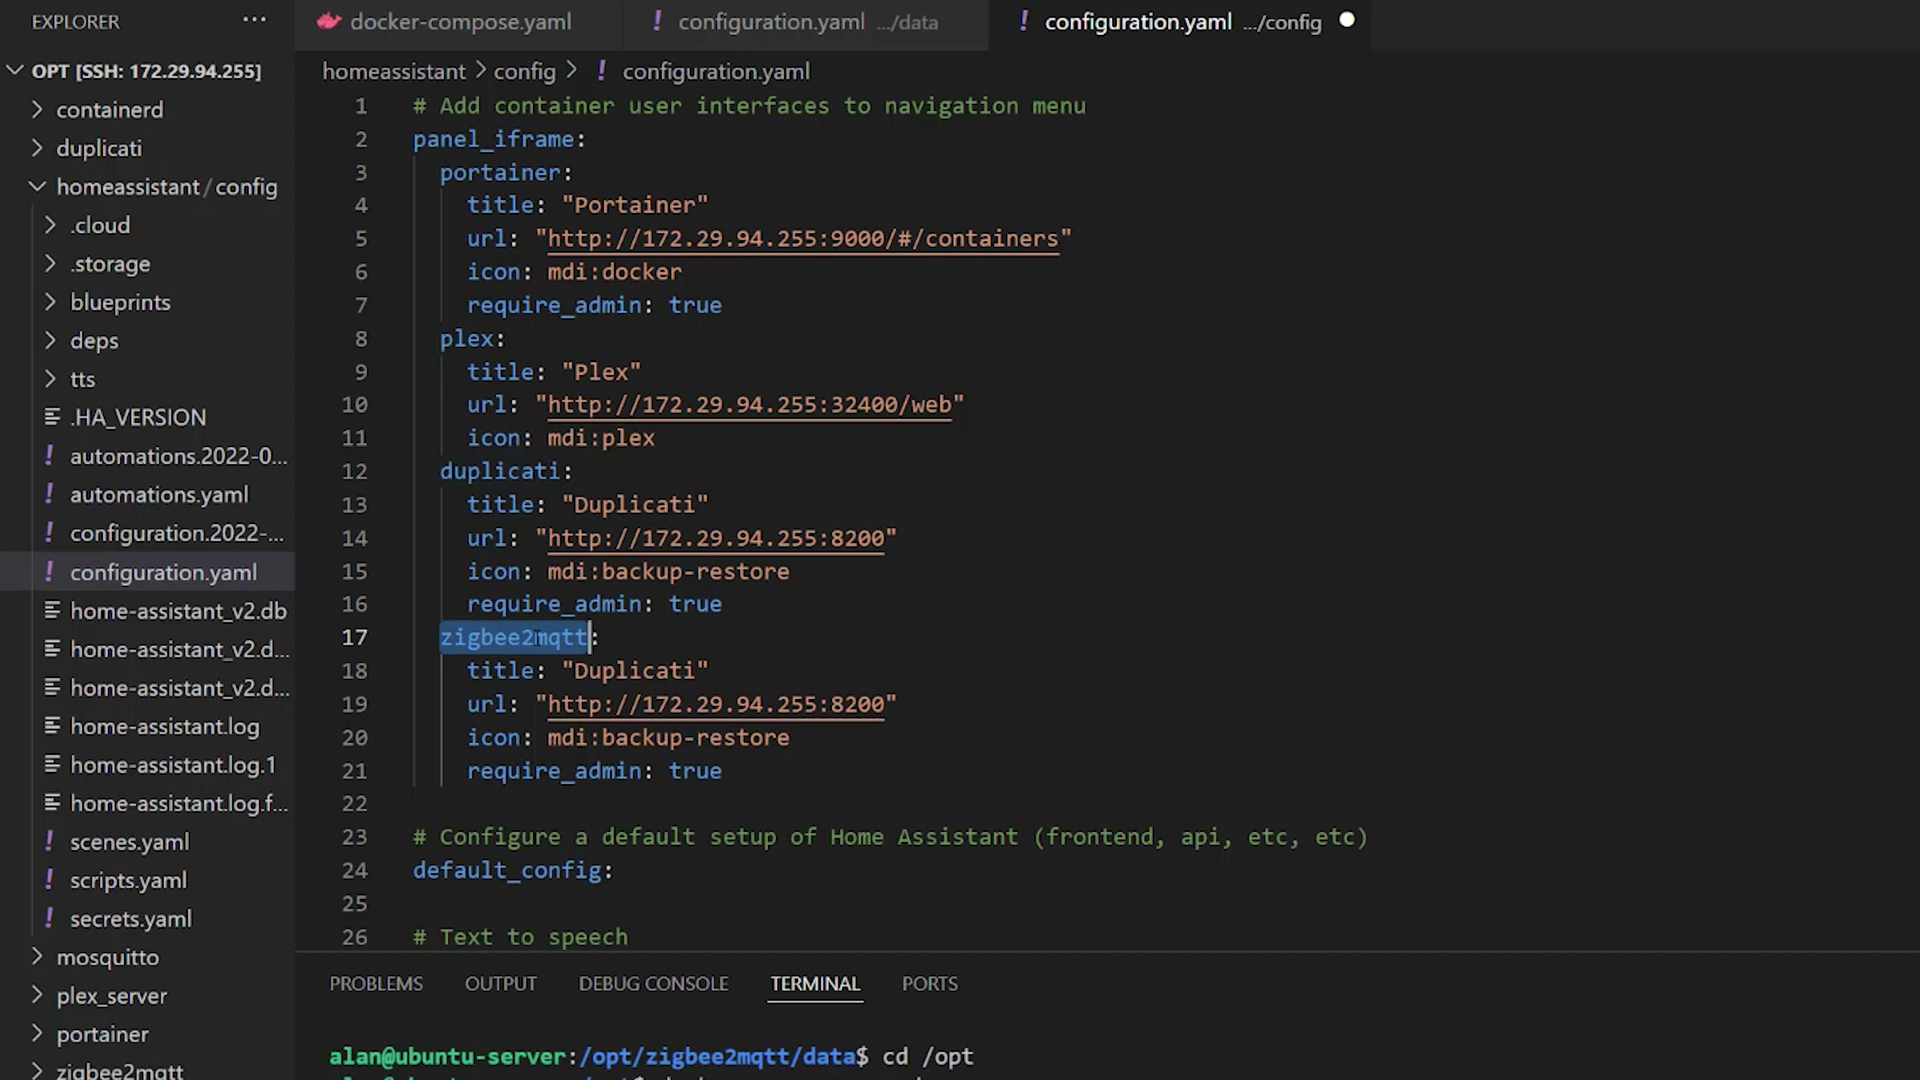 EXPLORER ...
docker-compose.yaml
! configuration.yaml .../data
! configuration.yaml .../config
OPT [SSH: 172.29.94.255]
containerd
duplicati
homeassistant / config
.cloud
.storage
blueprints
deps
tts
.HA_VERSION
! automations.2022-0...
! automations.yaml
! configuration.2022-...
! configuration.yaml
home-assistant_v2.db
home-assistant_v2.d...
home-assistant_v2.d...
home-assistant.log
home-assistant.log.1
home-assistant.log.f...
! scenes.yaml
! scripts.yaml
! secrets.yaml
mosquitto
plex_server
portainer
zigbee2mqtt
homeassistant > config > ! configuration.yaml
1 # Add container user interfaces to navigation menu
2 panel_iframe:
3 portainer:
4 title: "Portainer"
5 url: "http://172.29.94.255:9000/#/containers"
6 icon: mdi:docker
7 require_admin: true
8 plex:
9 title: "Plex"
10 url: "http://172.29.94.255:32400/web"
11 icon: mdi:plex
12 duplicati:
13 title: "Duplicati"
14 url: "http://172.29.94.255:8200"
15 icon: mdi:backup-restore
16 require_admin: true
17 zigbee2mqtt:
18 title: "Duplicati"
19 url: "http://172.29.94.255:8200"
20 icon: mdi:backup-restore
21 require_admin: true
22
23 # Configure a default setup of Home Assistant (frontend, api, etc, etc)
24 default_config:
25
26 # Text to speech
PROBLEMS OUTPUT DEBUG CONSOLE TERMINAL PORTS
alan@ubuntu-server:/opt/zigbee2mqtt/data$ cd /opt